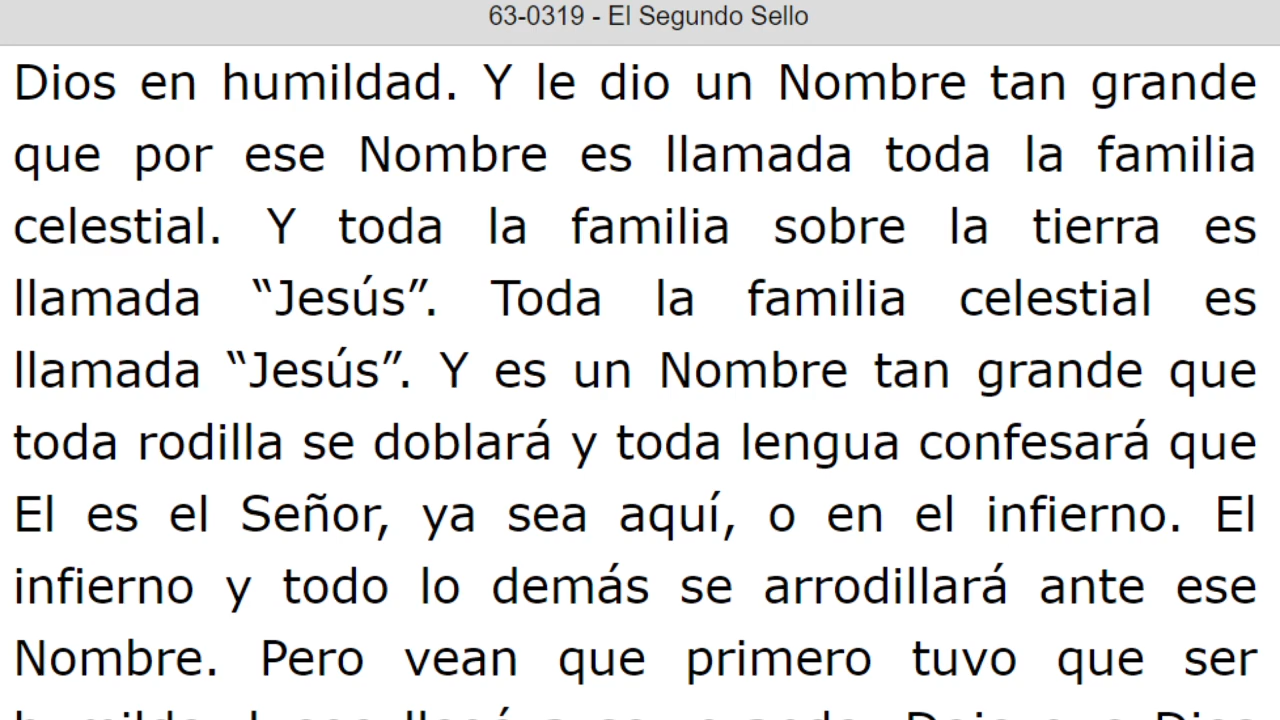 63-0319 - El Segundo Sello
Dios en humildad. Y le dio un Nombre tan grande
que por ese Nombre es llamada toda la familia
celestial. Y toda la familia sobre la tierra es
llamada “Jesús”. Toda la familia celestial es
llamada “Jesús”. Y es un Nombre tan grande que
toda rodilla se doblará y toda lengua confesará que
El es el Señor, ya sea aquí, o en el infierno. El
infierno y todo lo demás se arrodillará ante ese
Nombre. Pero vean que primero tuvo que ser